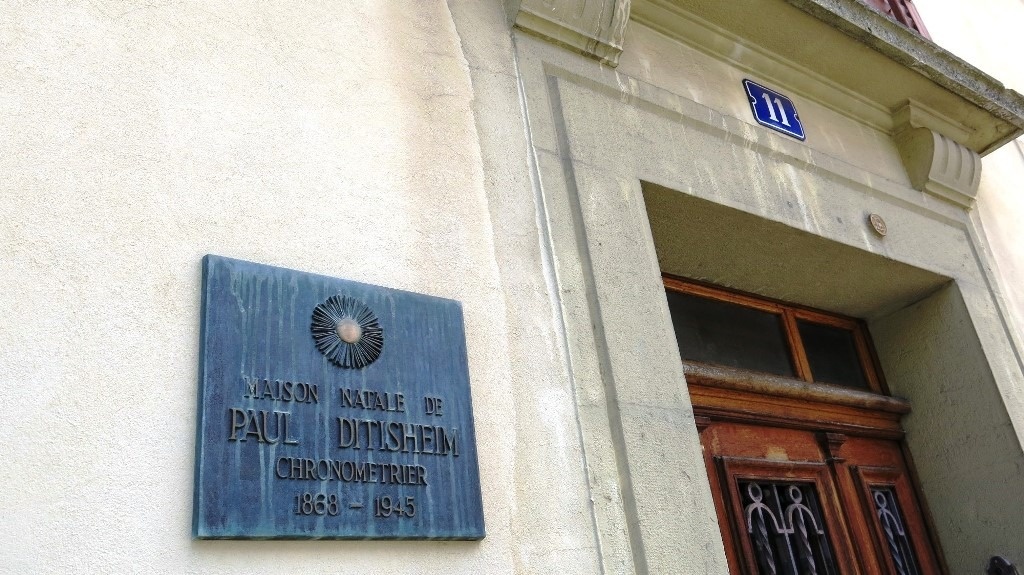 11
MAISON NATALE DE
PAUL DITISHEIM
CHRONOMETRIER
1868 - 1945